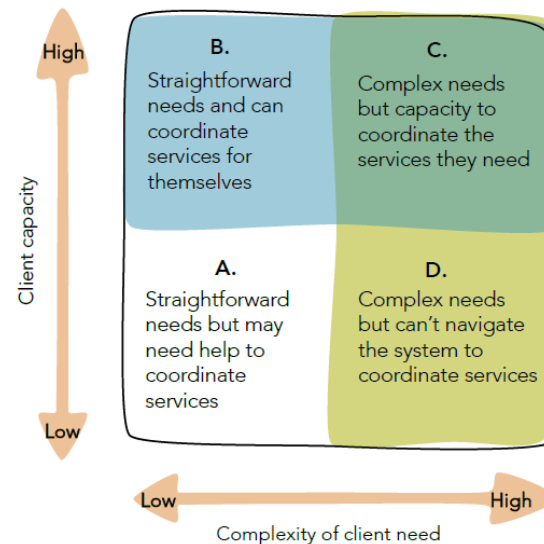 High
B.
Straightforward
needs and can
coordinate
services for
themselves
C.
Complex needs
but capacity to
coordinate the
services they need
Client capacity
A.
Straightforward
needs but may
need help to
coordinate
services
D.
Complex needs
but can't navigate
the system to
coordinate services
Low
Low
High
Complexity of client need